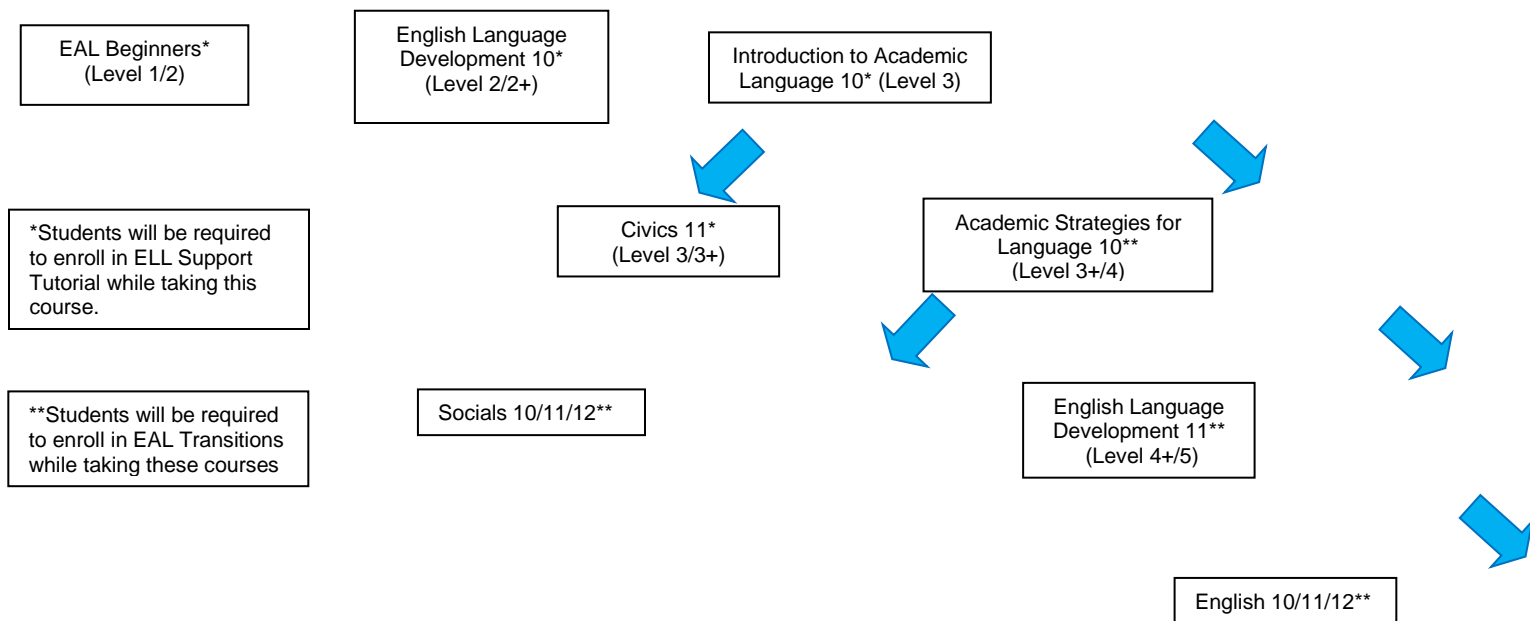 EAL Beginners*
(Level 1/2)
English Language
Development 10*
(Level 2/2+)
Introduction to Academic
Language 10* (Level 3)
*Students will be required
to enroll in ELL Support
Tutorial while taking this
course.
Civics 11*
(Level 3/3+)
Academic Strategies for
Language 10**
(Level 3+/4)
**Students will be required
to enroll in EAL Transitions
while taking these courses
Socials 10/11/12**
English Language
Development 11**
(Level 4+/5)
English 10/11/12**